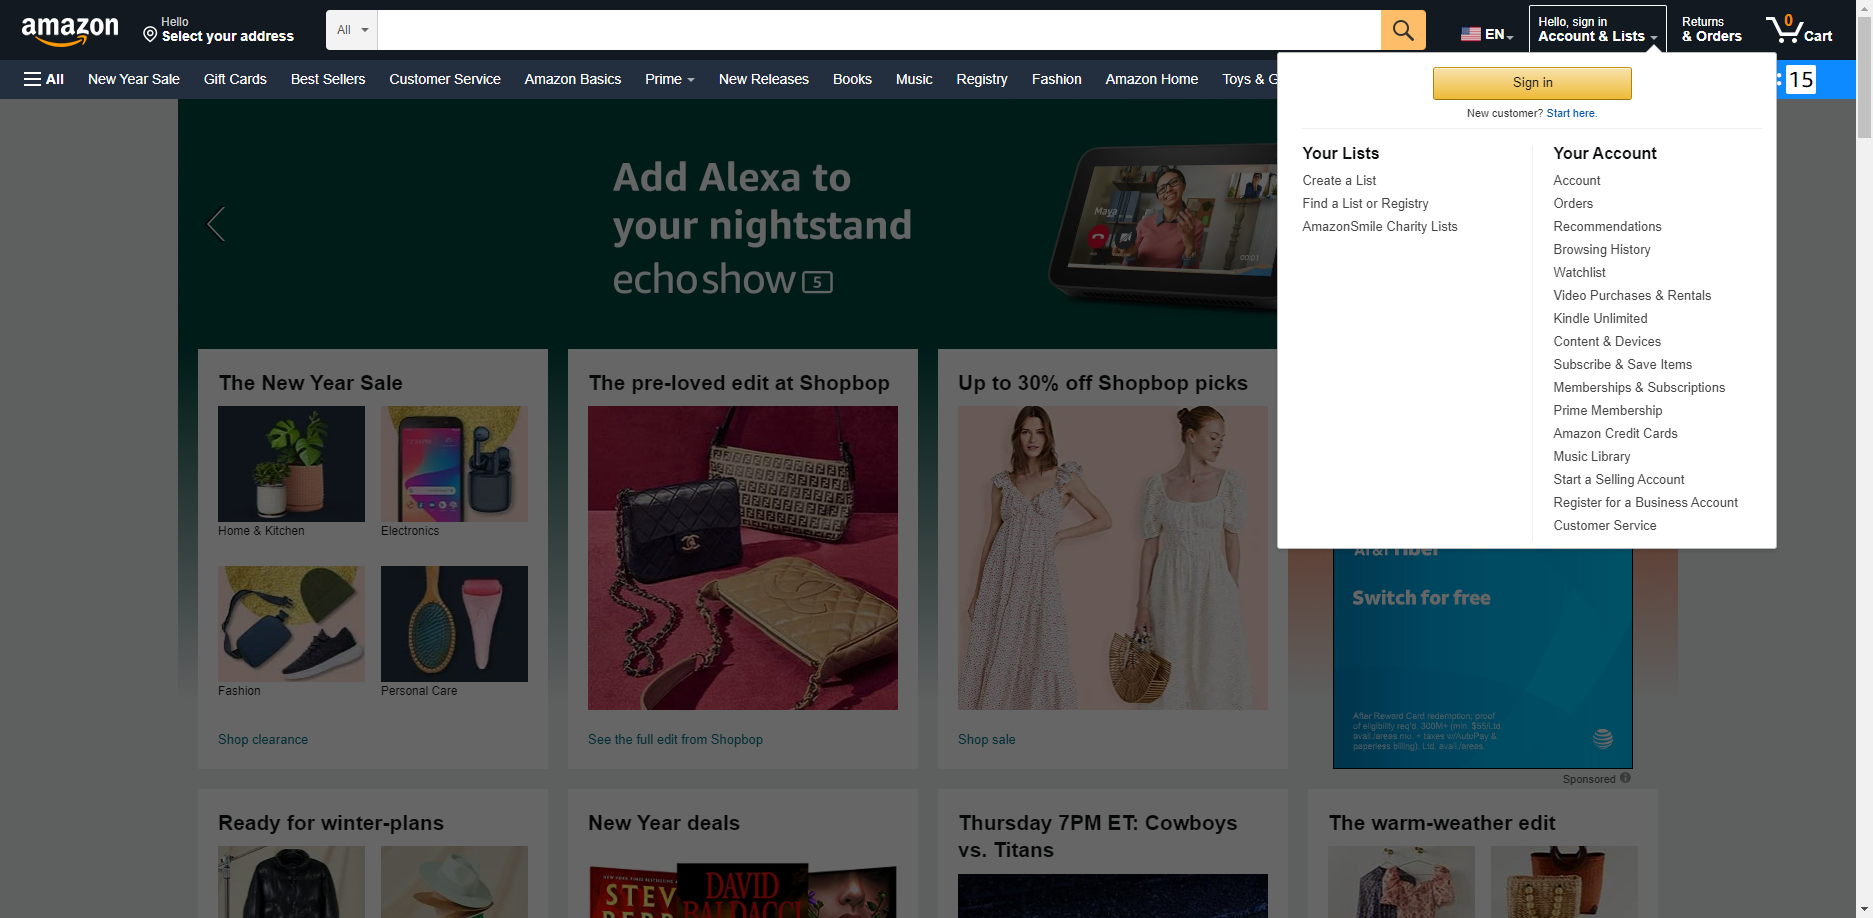 amazon
Hello
Select your address
All
EN
Hello, sign in
Account & Lists
Returns
& Orders
0
Cart
All
New Year Sale
Gift Cards
Best Sellers
Customer Service
Amazon Basics
Prime
New Releases
Books
Music
Registry
Fashion
Amazon Home
Toys & G
: 15
Sign in
New customer? Start here.
Your Lists
Create a List
Find a List or Registry
AmazonSmile Charity Lists
Your Account
Account
Orders
Recommendations
Browsing History
Watchlist
Video Purchases & Rentals
Kindle Unlimited
Content & Devices
Subscribe & Save Items
Memberships & Subscriptions
Prime Membership
Amazon Credit Cards
Music Library
Start a Selling Account
Register for a Business Account
Customer Service
Add Alexa to
your nightstand
echo show 5
Maya
00:01
The New Year Sale
Home & Kitchen
Electronics
Fashion
Personal Care
Shop clearance
The pre-loved edit at Shopbop
See the full edit from Shopbop
Up to 30% off Shopbop picks
Shop sale
AT&T Fiber
Switch for free
After Reward Card redemption; proof
of eligibility req'd. 300M+ (min. $55/Ltd.
avail./areas.mo. + taxes w/AutoPay &
paperless billing). Ltd. avail./areas.
Sponsored
Ready for winter-plans
New Year deals
STEV
BERR
DAVID
BALDACCI
Thursday 7PM ET: Cowboys
vs. Titans
The warm-weather edit